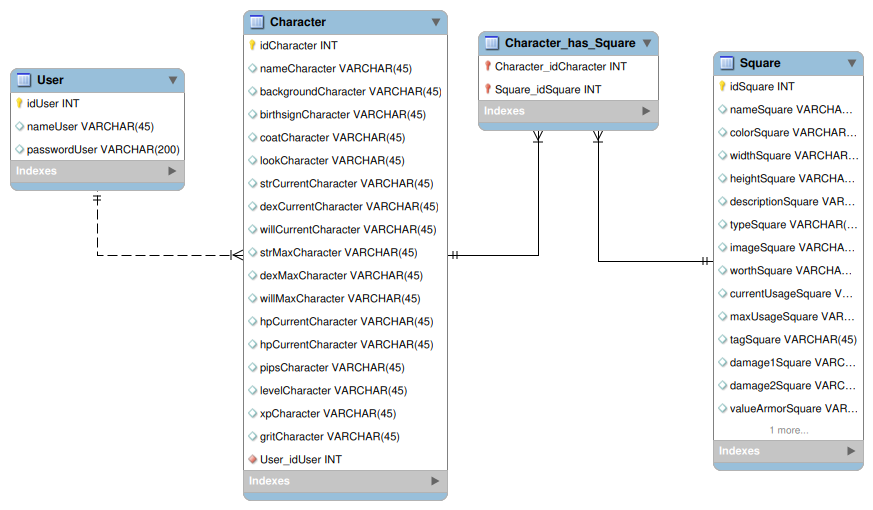 User
idUser INT
nameUser VARCHAR(45)
passwordUser VARCHAR(200)
Indexes
Character
idCharacter INT
nameCharacter VARCHAR(45)
backgroundCharacter VARCHAR(45)
birthsignCharacter VARCHAR(45)
coatCharacter VARCHAR(45)
lookCharacter VARCHAR(45)
strCurrentCharacter VARCHAR(45)
dexCurrentCharacter VARCHAR(45)
willCurrentCharacter VARCHAR(45)
strMaxCharacter VARCHAR(45)
dexMaxCharacter VARCHAR(45)
willMaxCharacter VARCHAR(45)
hpCurrentCharacter VARCHAR(45)
hpCurrentCharacter VARCHAR(45)
pipsCharacter VARCHAR(45)
levelCharacter VARCHAR(45)
xpCharacter VARCHAR(45)
gritCharacter VARCHAR(45)
User_idUser INT
Indexes
Character_has_Square
Character_idCharacter INT
Square_idSquare INT
Indexes
Square
idSquare INT
nameSquare VARCHA...
colorSquare VARCHAR...
widthSquare VARCHAR...
heightSquare VARCHA...
descriptionSquare VAR...
typeSquare VARCHAR(...
imageSquare VARCHA...
worthSquare VARCHA...
currentUsageSquare V...
maxUsageSquare VAR...
tagSquare VARCHAR(45)
damage1Square VARC...
damage2Square VARC...
valueArmorSquare VAR...
1 more...
Indexes